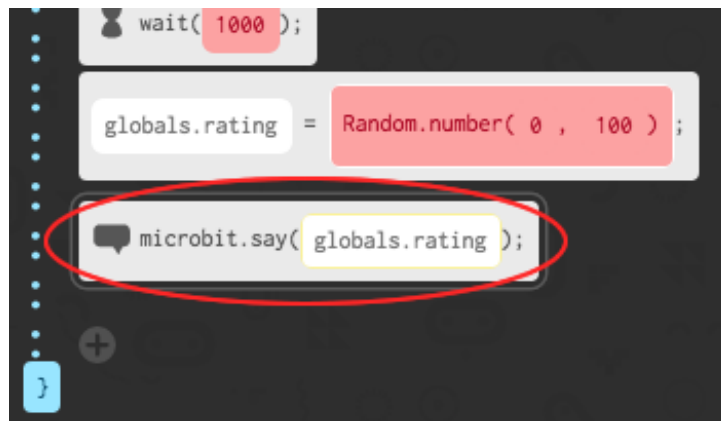 wait( 1000 );
globals.rating = Random.number( 0 , 100 ) ;
microbit.say( globals.rating );
}